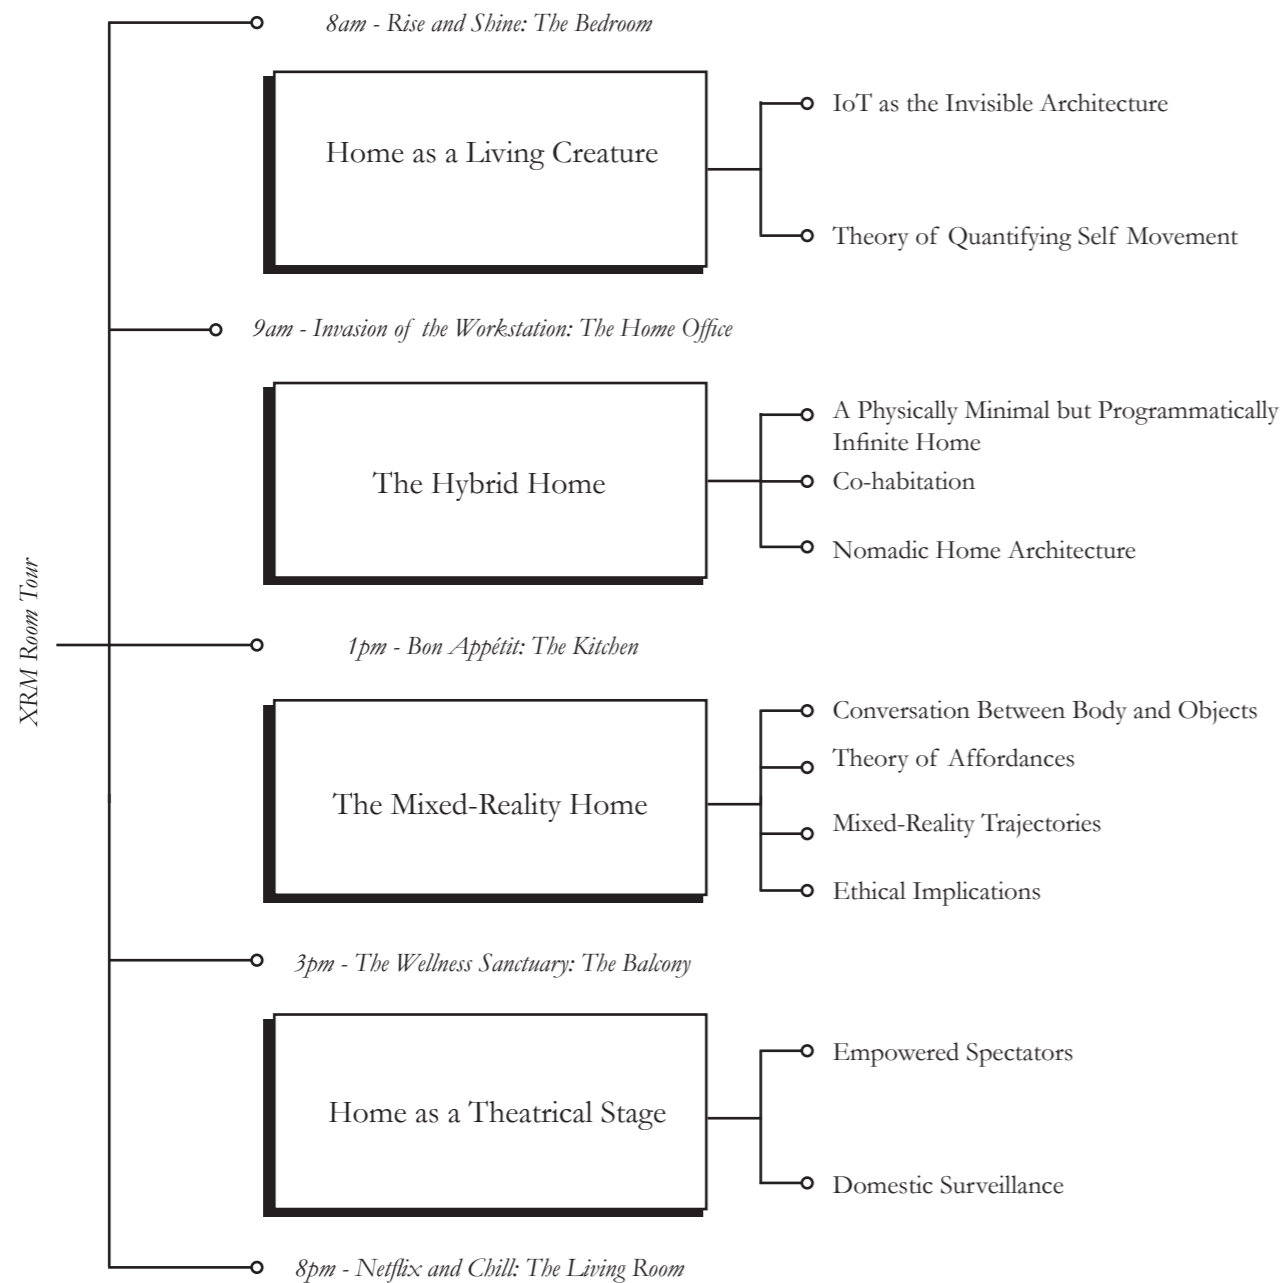 8am - Rise and Shine: The Bedroom
Home as a Living Creature
IoT as the Invisible Architecture
Theory of Quantifying Self Movement
9am - Invasion of the Workstation: The Home Office
The Hybrid Home
A Physically Minimal but Programmatically
Infinite Home
Co-habitation
Nomadic Home Architecture
XRM Room Tour
1pm - Bon Appétit: The Kitchen
The Mixed-Reality Home
Conversation Between Body and Objects
Theory of Affordances
Mixed-Reality Trajectories
Ethical Implications
3pm - The Wellness Sanctuary: The Balcony
Home as a Theatrical Stage
Empowered Spectators
Domestic Surveillance
8pm - Netflix and Chill: The Living Room